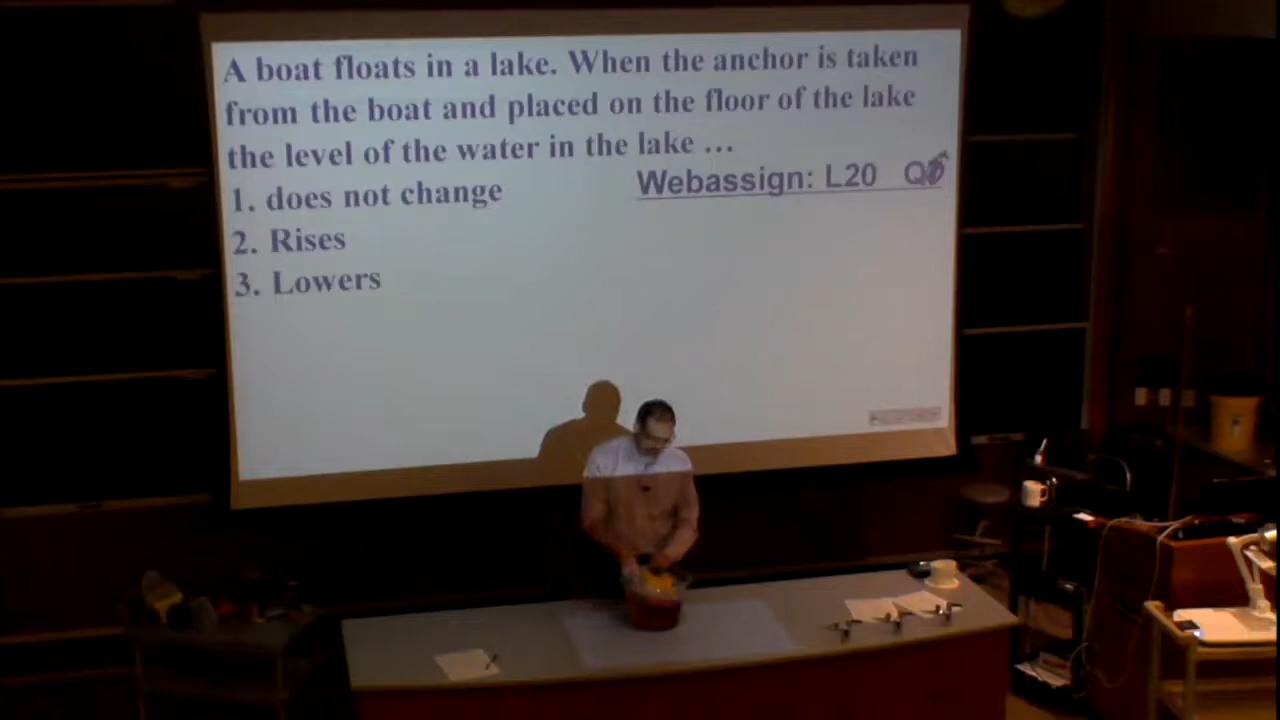 A boat floats in a lake. When the anchor is taken
from the boat and placed on the floor of the lake
the level of the water in the lake ...
Webassign: L20 Q
1. does not change
2. Rises
3. Lowers